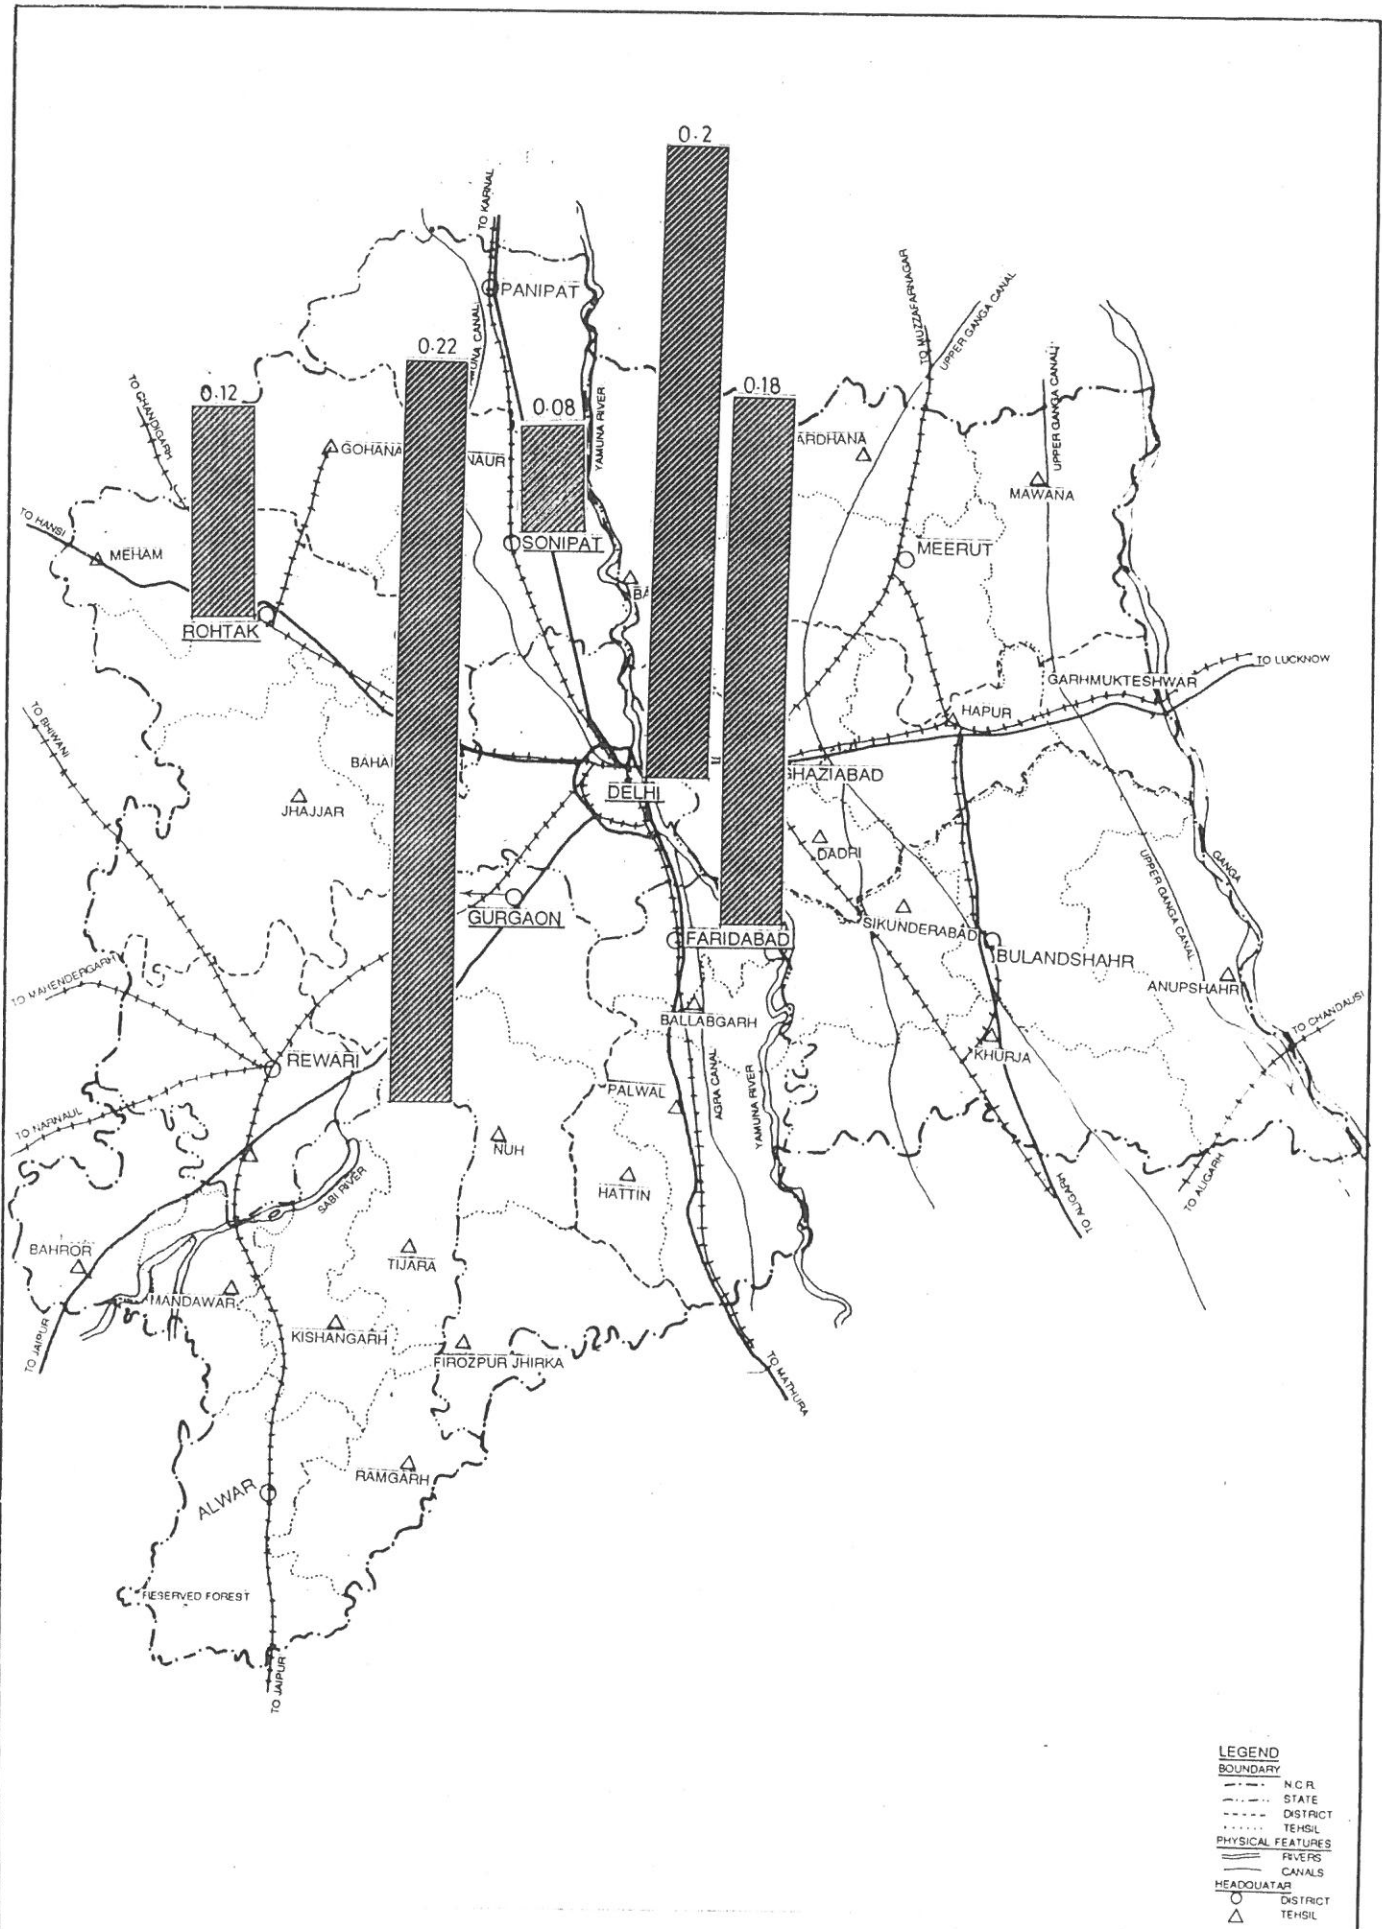 0.2
TO KARNAL
PANIPAT
TO MUZZAFARNAGAR
UPPER GANGA CANAL
UPPER GANGA CANAL
0.22
0.12
0.08
0.18
YAMUNA RIVER
TO CHANDIGARH
GOHANA
NAUR
ARDHANA
MAWANA
TO HANSI
MEHAM
SONIPAT
MEERUT
BA
ROHTAK
TO LUCKNOW
GARHMUKTESHWAR
HAPUR
TO BHIWANI
BAHA
GHAZIABAD
DELHI
JHAJJAR
DADRI
UPPER GANGA CANAL
GANGA
GURGAON
SIKUNDERABAD
FARIDABAD
BULANDSHAHR
TO MAHENDERGARH
ANUPSHAHR
BALLABGARH
TO CHANDAUSI
KHURJA
REWARI
AGRA CANAL
YAMUNA RIVER
PALWAL
TO NARNAUL
NUH
HATTIN
SABI RIVER
TO ALIGARH
TO ALIGARH
BAHROR
TIJARA
MANDAWAR
KISHANGARH
TO JAIPUR
FIROZPUR JHIRKA
TO MATHURA
RAMGARH
ALWAR
RESERVED FOREST
TO JAIPUR
LEGEND
BOUNDARY
N.C.R.
STATE
DISTRICT
TEHSIL
PHYSICAL FEATURES
RIVERS
CANALS
HEADQUATAR
DISTRICT
TEHSIL